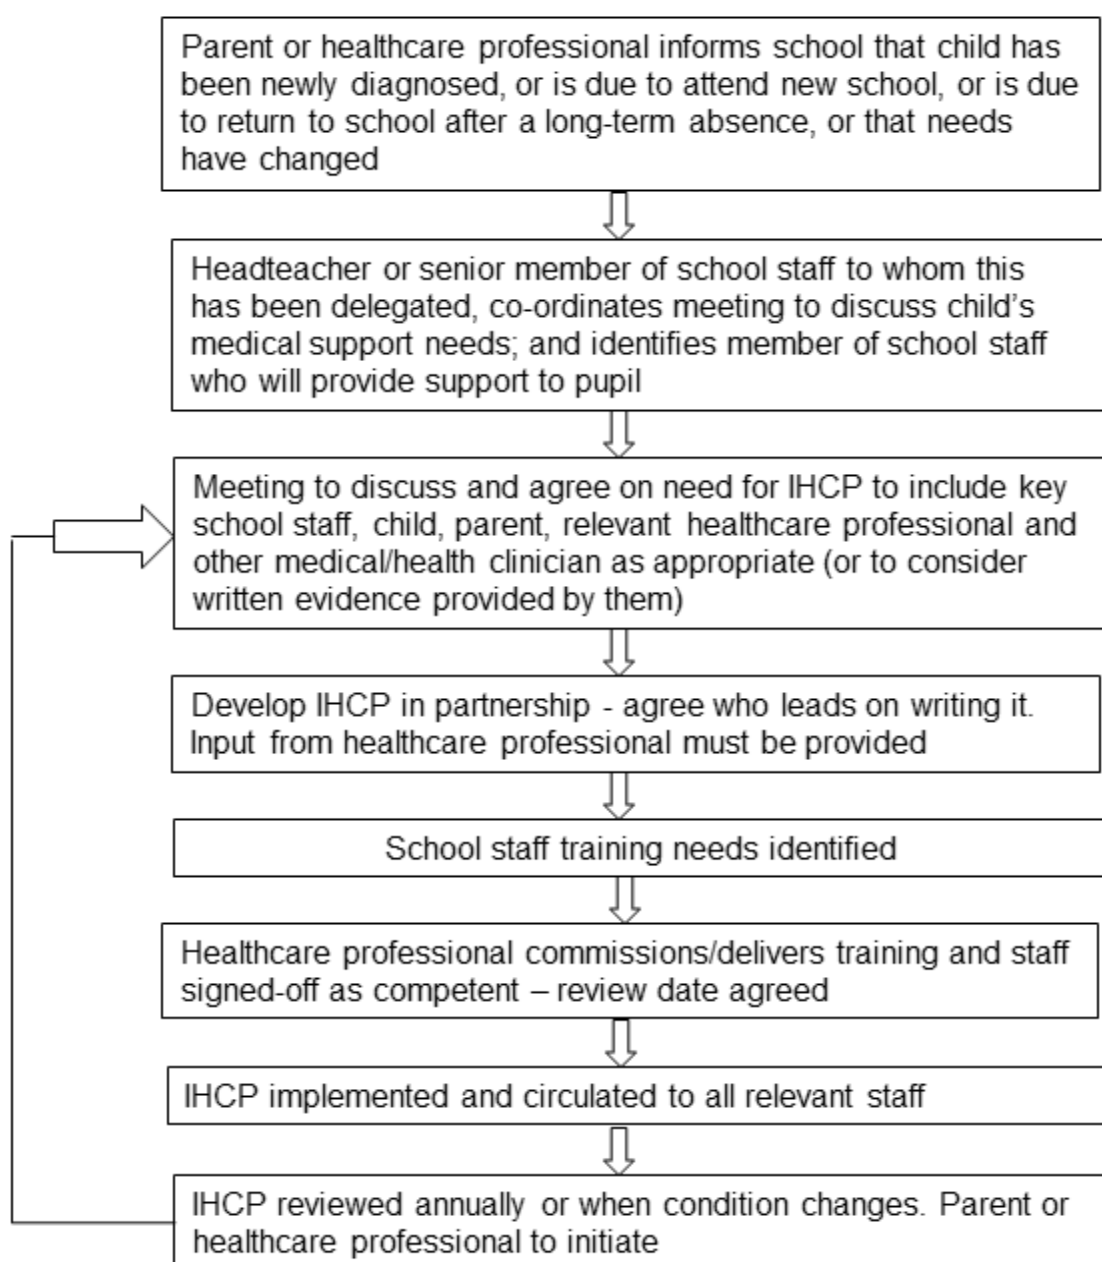 Parent or healthcare professional informs school that child has
been newly diagnosed, or is due to attend new school, or is due
to return to school after a long-term absence, or that needs
have changed
Headteacher or senior member of school staff to whom this
has been delegated, co-ordinates meeting to discuss child's
medical support needs; and identifies member of school staff
who will provide support to pupil
Meeting to discuss and agree on need for IHCP to include key
school staff, child, parent, relevant healthcare professional and
other medical/health clinician as appropriate (or to consider
written evidence provided by them)
Develop IHCP in partnership - agree who leads on writing it.
Input from healthcare professional must be provided
School staff training needs identified
Healthcare professional commissions/delivers training and staff
signed-off as competent – review date agreed
IHCP implemented and circulated to all relevant staff
IHCP reviewed annually or when condition changes. Parent or
healthcare professional to initiate